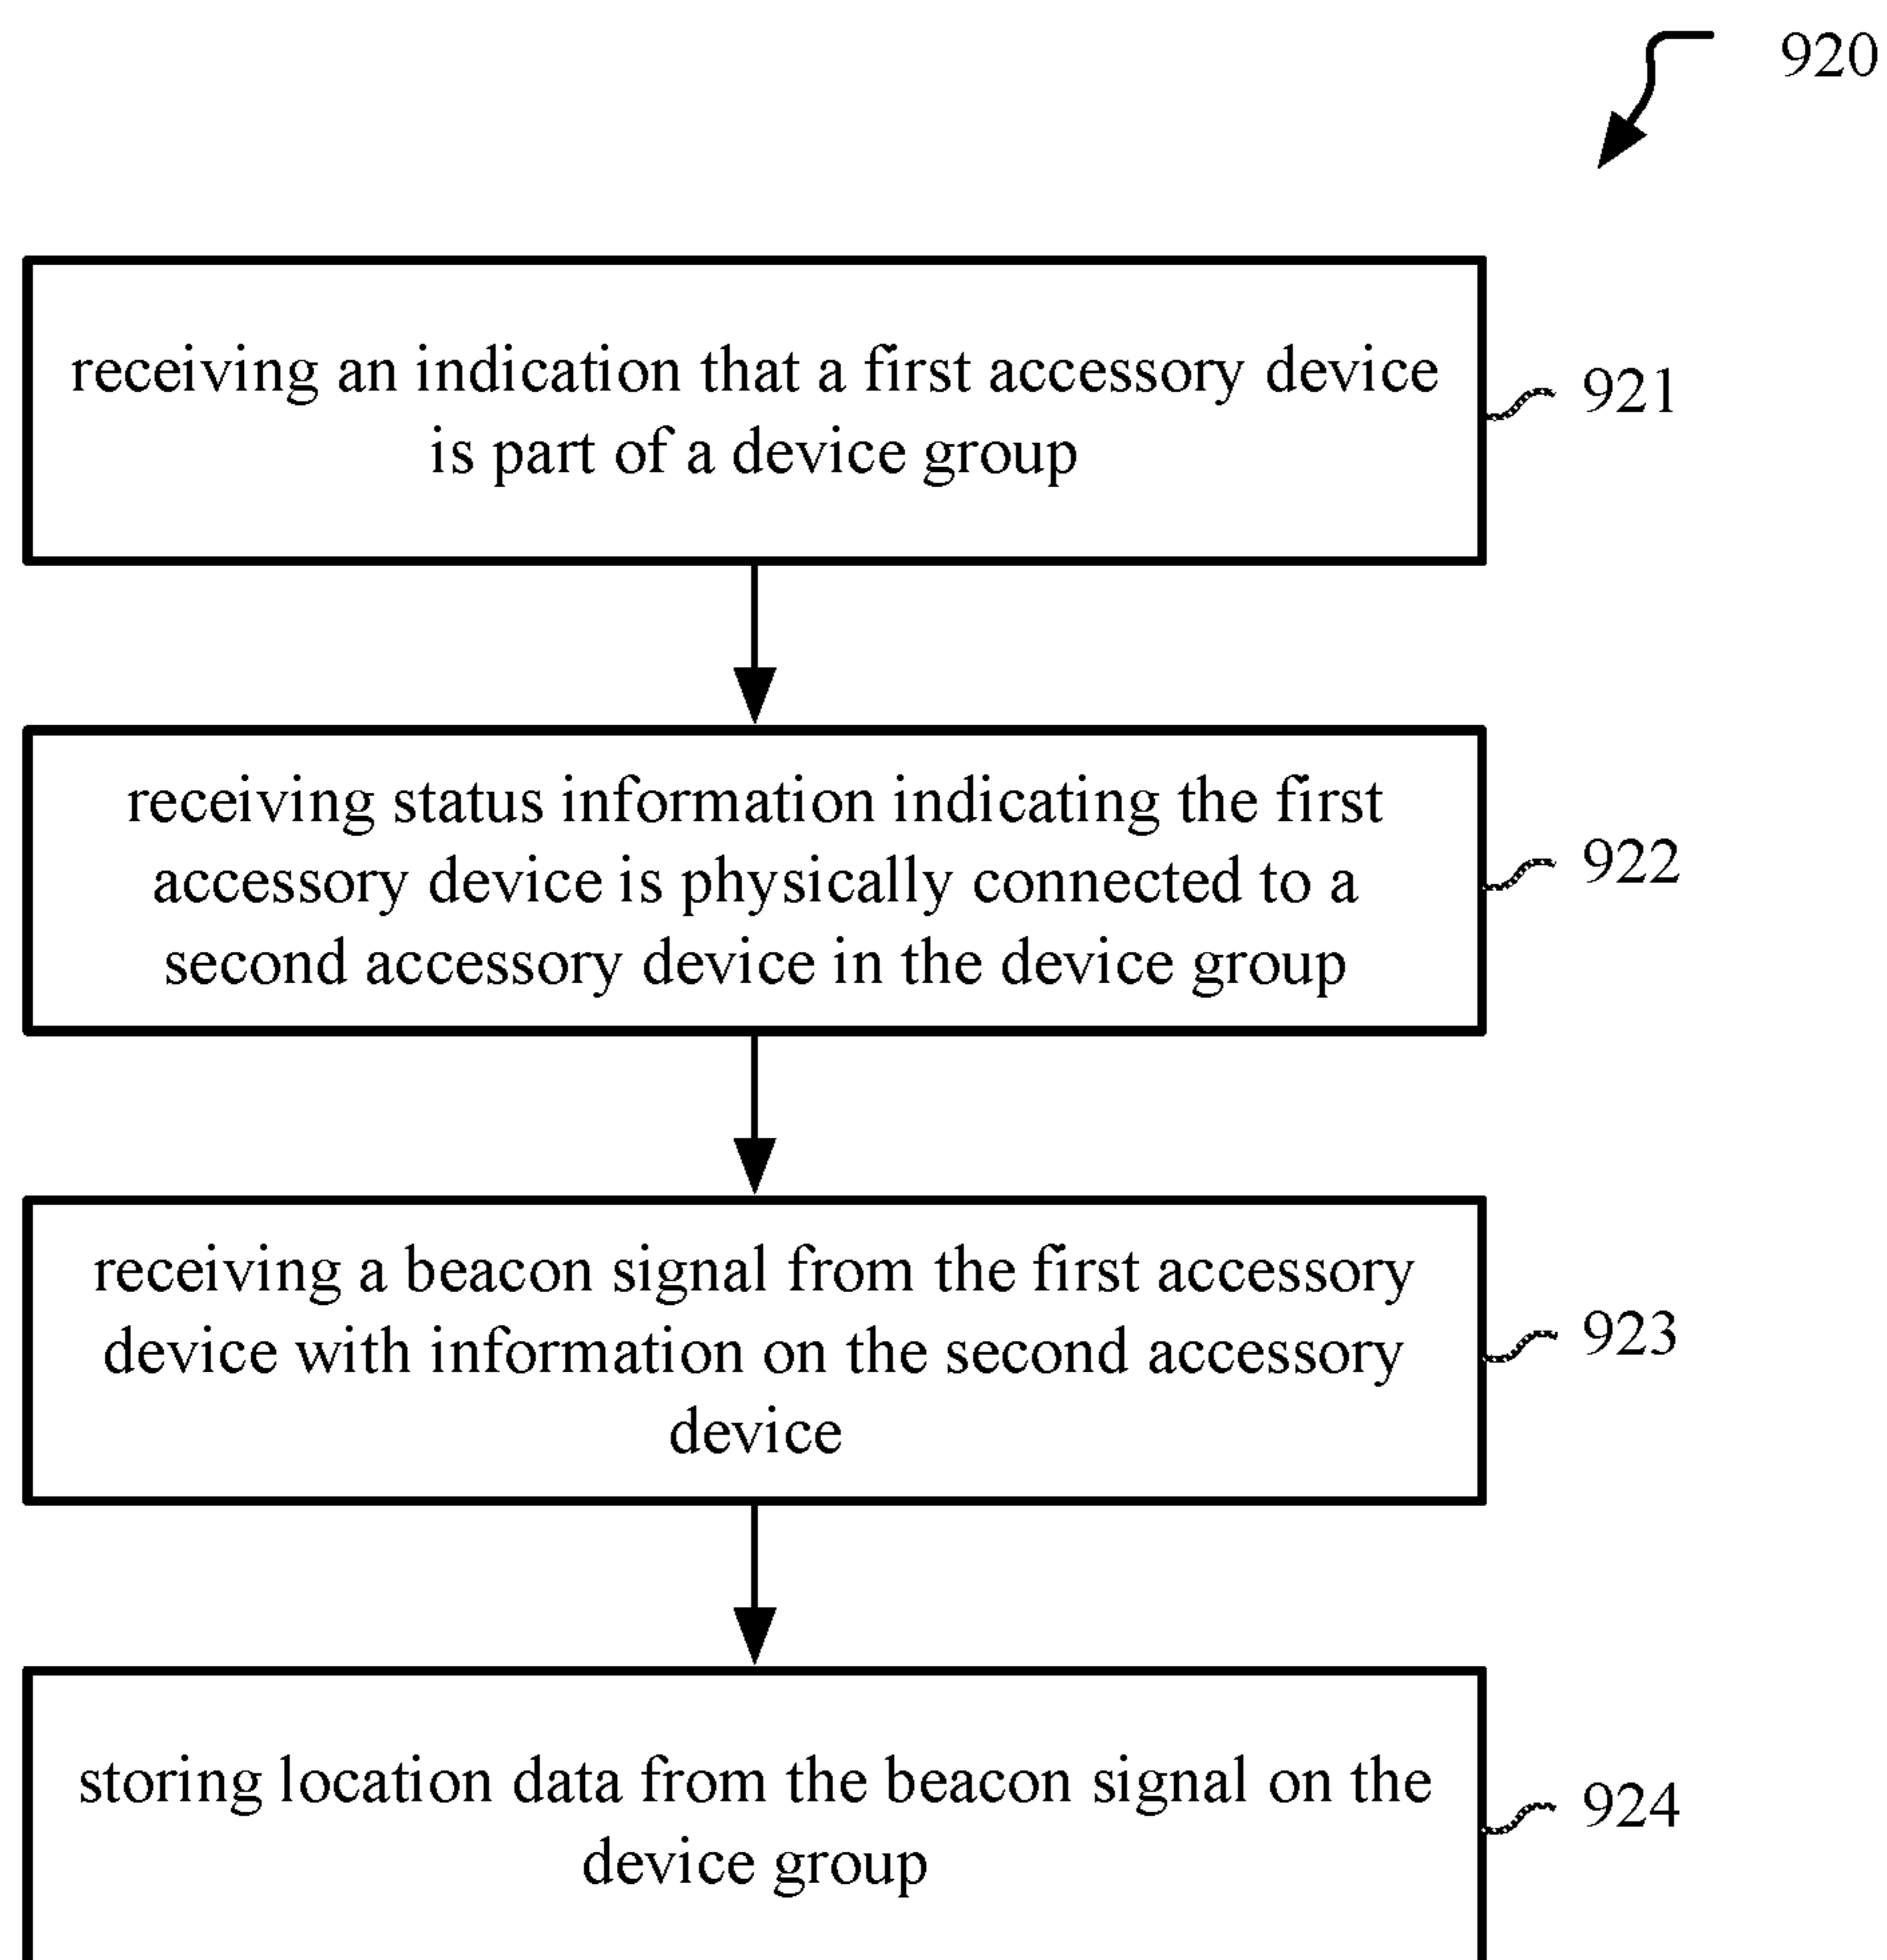 920
receiving an indication that a first accessory device
is part of a device group
921
receiving status information indicating the first
accessory device is physically connected to a
second accessory device in the device group
922
receiving a beacon signal from the first accessory
device with information on the second accessory
device
923
storing location data from the beacon signal on the
device group
924